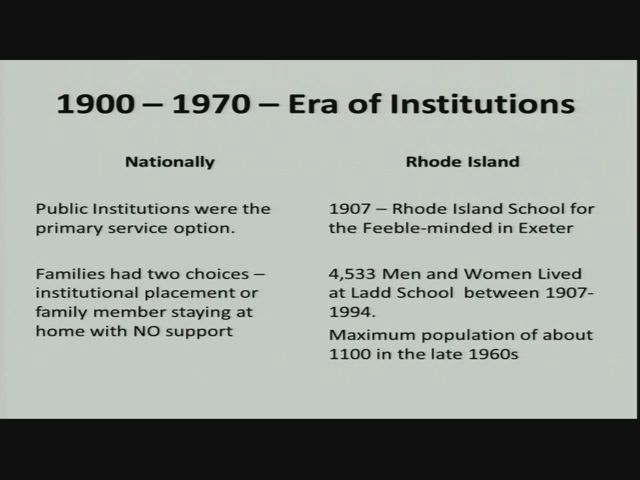 1900 – 1970 – Era of Institutions
Nationally
Public Institutions were the
primary service option.
Families had two choices –
institutional placement or
family member staying at
home with NO support
Rhode Island
1907 – Rhode Island School for
the Feeble-minded in Exeter
4,533 Men and Women Lived
at Ladd School  between 1907-
1994.
Maximum population of about
1100 in the late 1960s